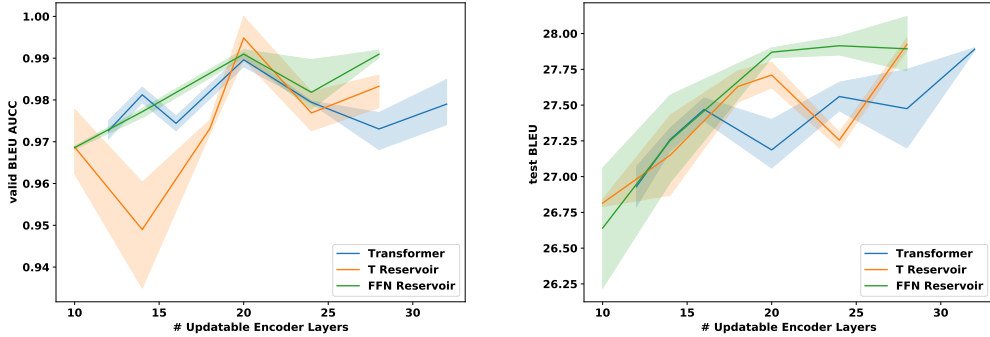 valid BLEU AUCC
1.00
0.99
0.98
0.97
0.96
0.95
0.94
10
15
20
25
30
# Updatable Encoder Layers
Transformer
T Reservoir
FFN Reservoir
test BLEU
28.00
27.75
27.50
27.25
27.00
26.75
26.50
26.25
10
15
20
25
30
# Updatable Encoder Layers
Transformer
T Reservoir
FFN Reservoir